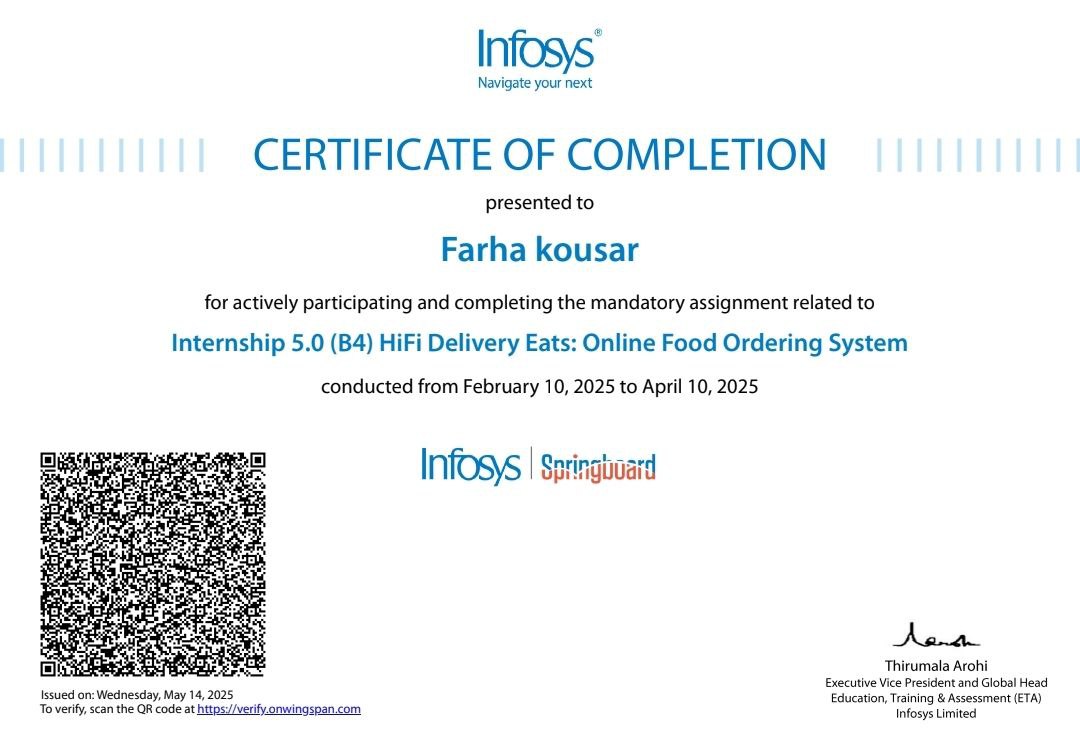 Infosys®
Navigate your next
CERTIFICATE OF COMPLETION
presented to
Farha kousar
for actively participating and completing the mandatory assignment related to
Internship 5.0 (B4) HiFi Delivery Eats: Online Food Ordering System
conducted from February 10, 2025 to April 10, 2025
Infosys | Springboard
Issued on: Wednesday, May 14, 2025
To verify, scan the QR code at https://verify.onwingspan.com
Thirumala Arohi
Executive Vice President and Global Head
Education, Training & Assessment (ETA)
Infosys Limited